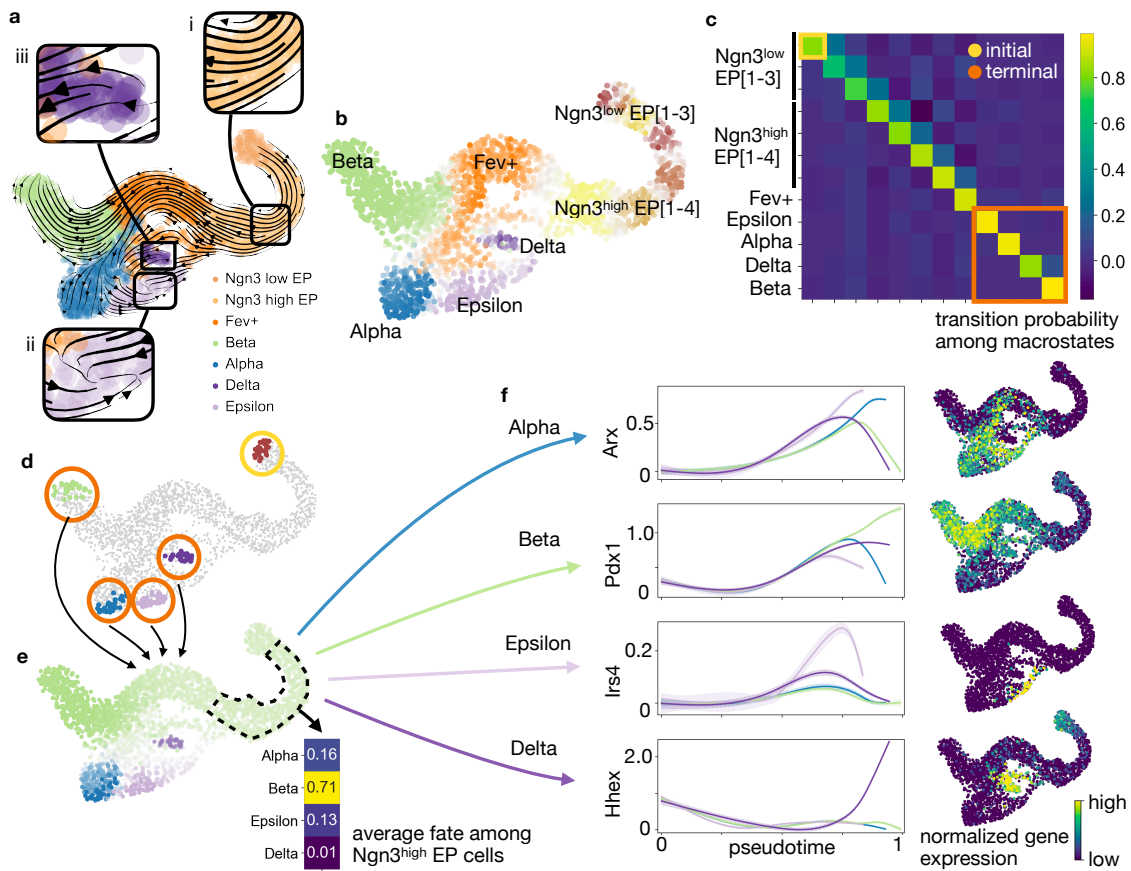 a
i
iii
ii
Ngn3 low EP
Ngn3 high EP
Fev+
Beta
Alpha
Delta
Epsilon
b
Ngn3low EP[1-3]
Beta
Fev+
Ngn3high EP[1-4]
Delta
Epsilon
Alpha
c
Ngn3low
EP[1-3]
Ngn3high
EP[1-4]
Fev+
Epsilon
Alpha
Delta
Beta
initial
terminal
0.8
0.6
0.4
0.2
0.0
transition probability
among macrostates
d
e
Alpha 0.16
Beta 0.71
Epsilon 0.13
Delta 0.01
average fate among
Ngn3high EP cells
f
Alpha
Beta
Epsilon
Delta
Arx
0.5
0
Pdx1
1.0
0
Irs4
0.2
0
Hhex
2.0
0
0 pseudotime 1
high
low
normalized gene
expression